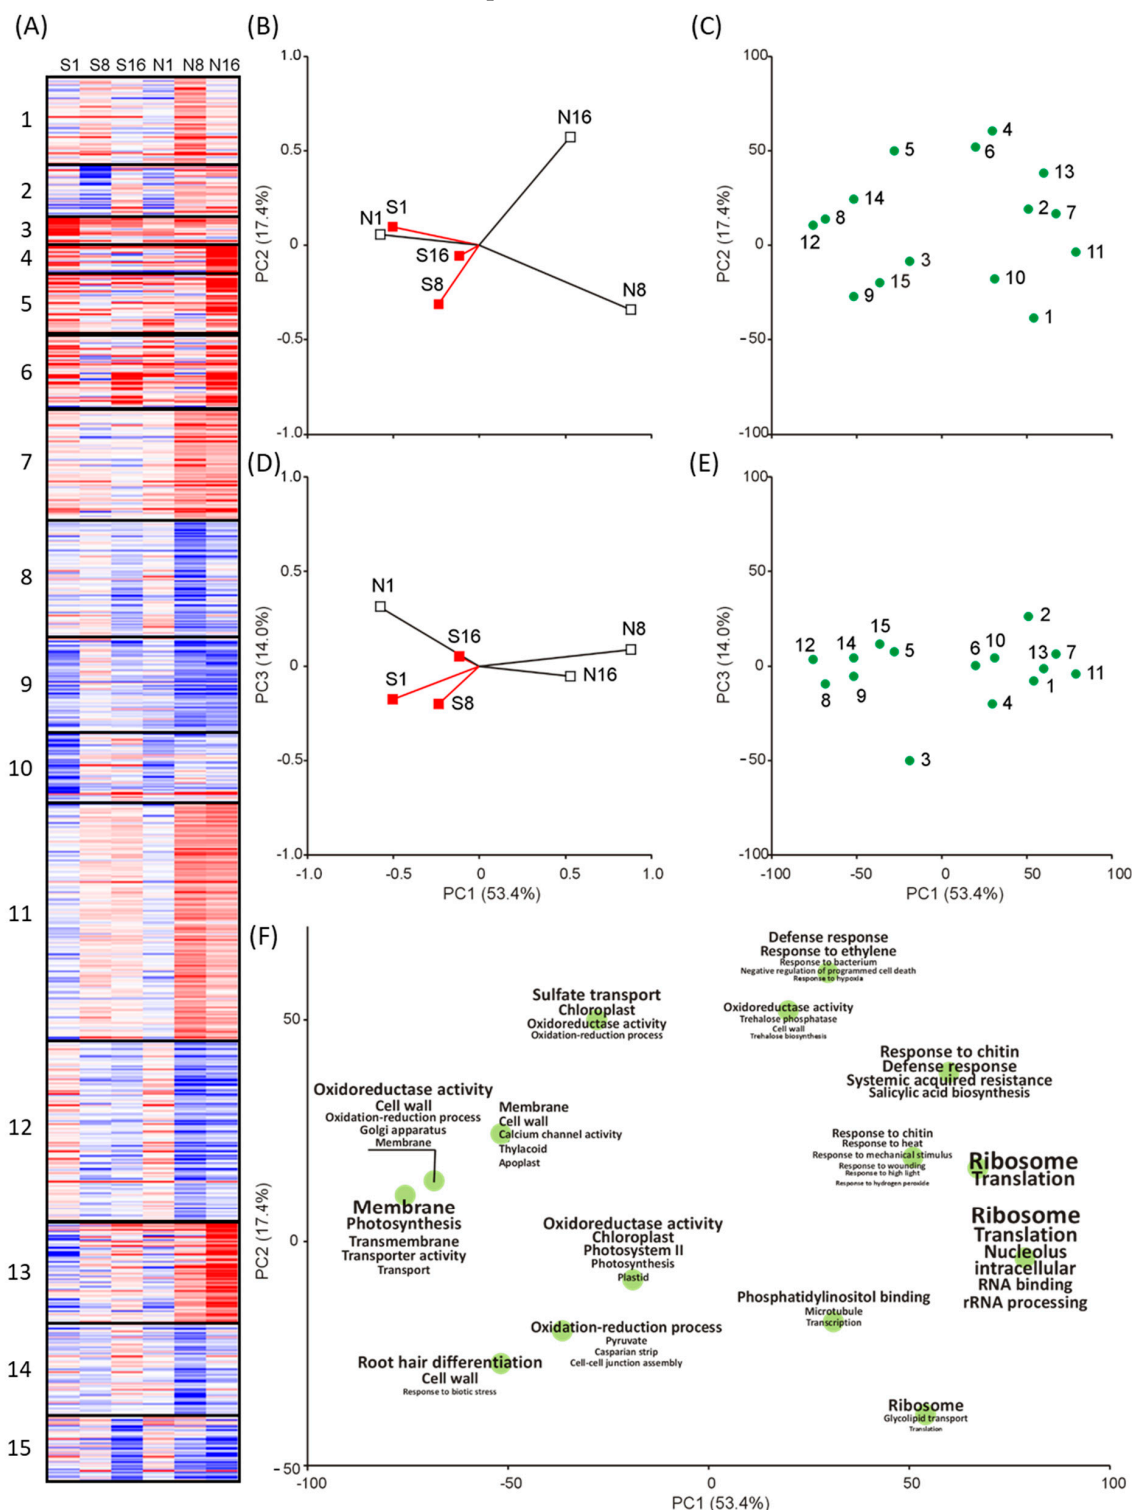 (A)
S1 S8 S16 N1 N8 N16
1
2
3
4
5
6
7
8
9
10
11
12
13
14
15
(B)
1.0
0.5
0
-0.5
-1.0
PC2 (17.4%)
N16
S1
N1
S16
S8
N8
(C)
100
50
0
-50
-100
PC2 (17.4%)
4
6
5
13
14
2
7
8
12
3
11
15
10
9
1
(D)
1.0
0.5
0
-0.5
-1.0
PC3 (14.0%)
N1
S16
N8
S1
N16
S8
-1.0 -0.5 0 0.5 1.0
PC1 (53.4%)
(E)
100
50
0
-50
-100
PC3 (14.0%)
2
15
12
14
5
6
10
13
7
8
9
11
1
4
3
-100 -50 0 50 100
PC1 (53.4%)
(F)
50
0
-50
PC2 (17.4%)
Defense response
Response to ethylene
Response to bacterium
Negative regulation of programmed cell death
Response to hypoxia
Sulfate transport
Chloroplast
Oxidoreductase activity
Oxidation-reduction process
Oxidoreductase activity
Trehalose phosphatase
Cell wall
Trehalose biosynthesis
Response to chitin
Defense response
Systemic acquired resistance
Salicylic acid biosynthesis
Oxidoreductase activity
Cell wall
Oxidation-reduction process
Golgi apparatus
Membrane
Membrane
Cell wall
Calcium channel activity
Thylacoid
Apoplast
Response to chitin
Response to heat
Response to mechanical stimulus
Response to wounding
Response to high light
Response to hydrogen peroxide
Ribosome
Translation
Membrane
Photosynthesis
Transmembrane
Transporter activity
Transport
Oxidoreductase activity
Chloroplast
Photosystem II
Photosynthesis
Plastid
Ribosome
Translation
Nucleolus
intracellular
RNA binding
rRNA processing
Phosphatidylinositol binding
Microtubule
Transcription
Oxidation-reduction process
Pyruvate
Casparian strip
Cell-cell junction assembly
Root hair differentiation
Cell wall
Response to biotic stress
Ribosome
Glycolipid transport
Translation
-100 -50 0 50 100
PC1 (53.4%)